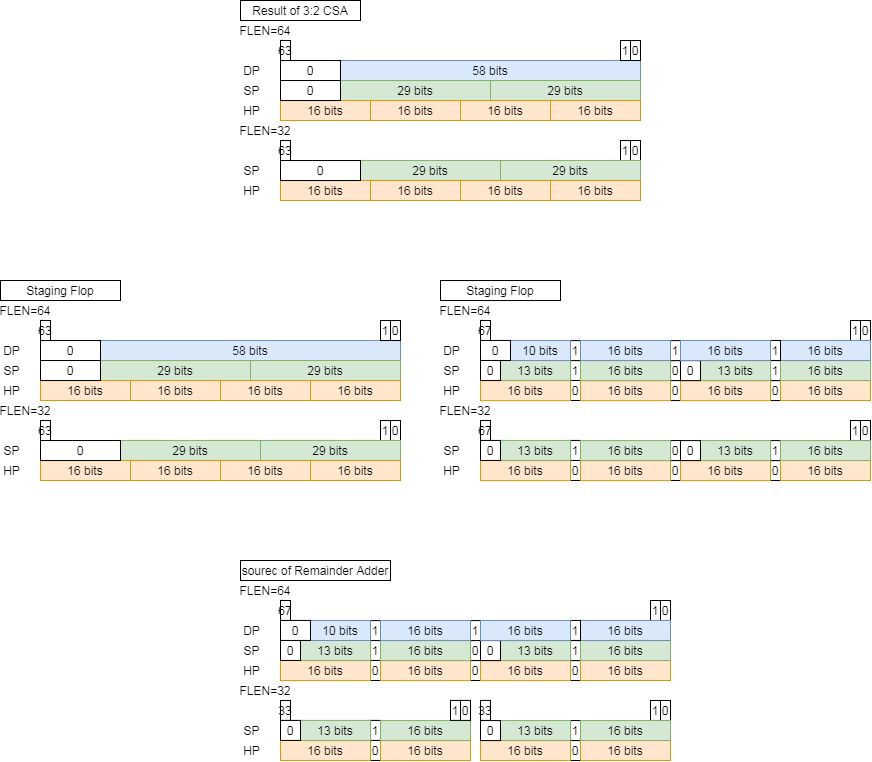 Result of 3:2 CSA
FLEN=64
63 1 0
DP 0 58 bits
SP 0 29 bits 29 bits
HP 16 bits 16 bits 16 bits 16 bits
FLEN=32
63 1 0
SP 0 29 bits 29 bits
HP 16 bits 16 bits 16 bits 16 bits
Staging Flop
FLEN=64
63 1 0
DP 0 58 bits
SP 0 29 bits 29 bits
HP 16 bits 16 bits 16 bits 16 bits
FLEN=32
63 1 0
SP 0 29 bits 29 bits
HP 16 bits 16 bits 16 bits 16 bits
Staging Flop
FLEN=64
67 1 0
DP 0 10 bits 1 16 bits 1 16 bits 1 16 bits
SP 0 13 bits 1 16 bits 0 0 13 bits 1 16 bits
HP 16 bits 0 16 bits 0 16 bits 0 16 bits
FLEN=32
67 1 0
SP 0 13 bits 1 16 bits 0 0 13 bits 1 16 bits
HP 16 bits 0 16 bits 0 16 bits 0 16 bits
sourec of Remainder Adder
FLEN=64
67 1 0
DP 0 10 bits 1 16 bits 1 16 bits 1 16 bits
SP 0 13 bits 1 16 bits 0 0 13 bits 1 16 bits
HP 16 bits 0 16 bits 0 16 bits 0 16 bits
FLEN=32
33 1 0 33 1 0
SP 0 13 bits 1 16 bits 0 13 bits 1 16 bits
HP 16 bits 0 16 bits 16 bits 0 16 bits